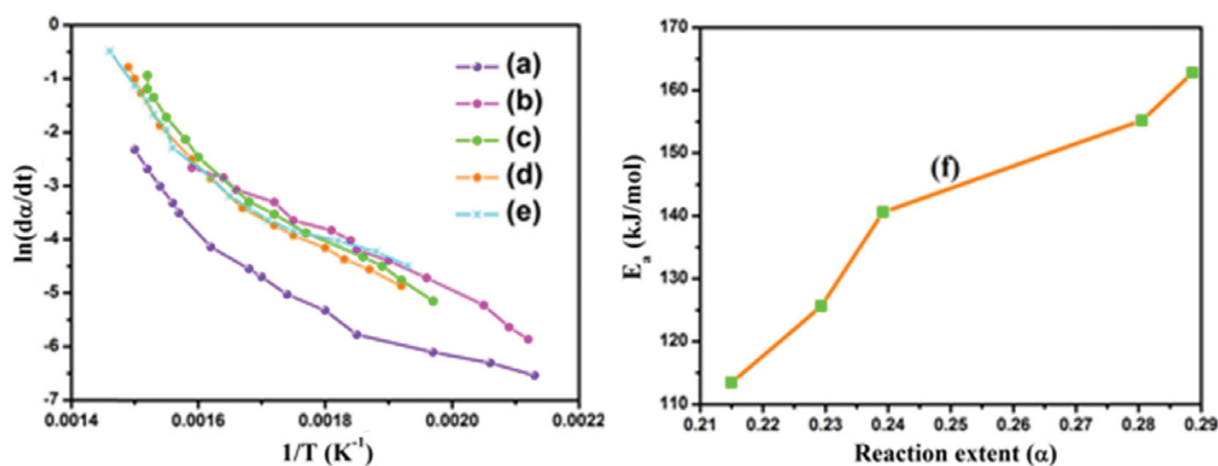 0
-1
-2
-3
-4
-5
-6
-7
0.0014
0.0016
0.0018
0.0020
0.0022
ln(dα/dt)
1/T (K⁻¹)
(a)
(b)
(c)
(d)
(e)
170
160
150
140
130
120
110
0.21
0.22
0.23
0.24
0.25
0.26
0.27
0.28
0.29
Eₐ (kJ/mol)
Reaction extent (α)
(f)